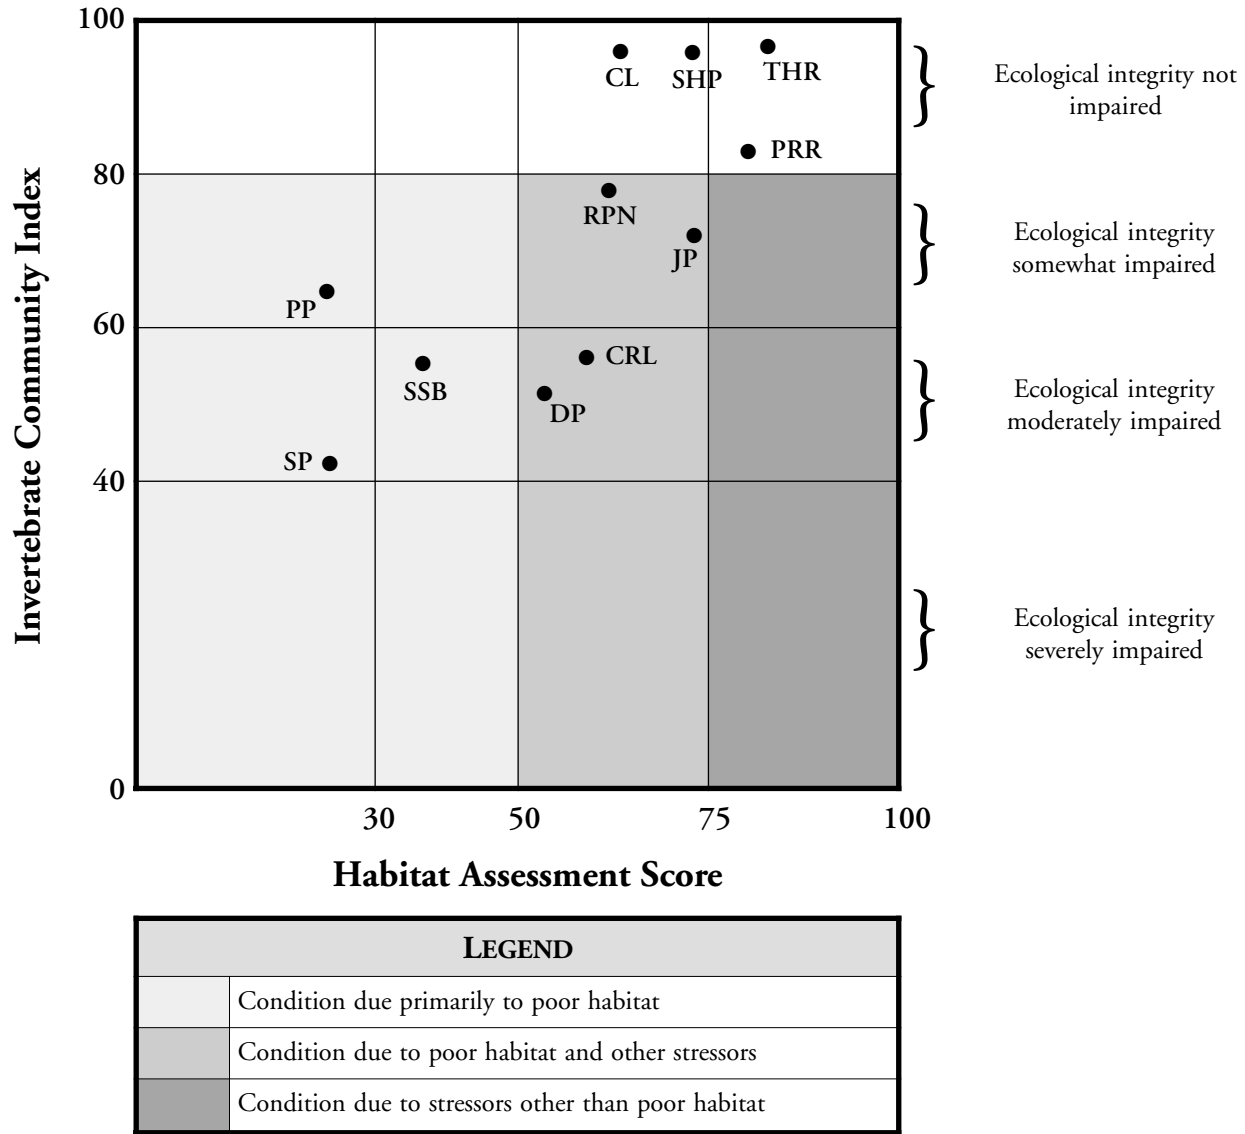 100
CL
SHP
THR
Ecological integrity not
impaired
PRR
80
RPN
JP
Ecological integrity
somewhat impaired
PP
60
SSB
CRL
DP
Ecological integrity
moderately impaired
SP
40
Ecological integrity
severely impaired
0
30
50
75
100
Invertebrate Community Index
Habitat Assessment Score
LEGEND
Condition due primarily to poor habitat
Condition due to poor habitat and other stressors
Condition due to stressors other than poor habitat